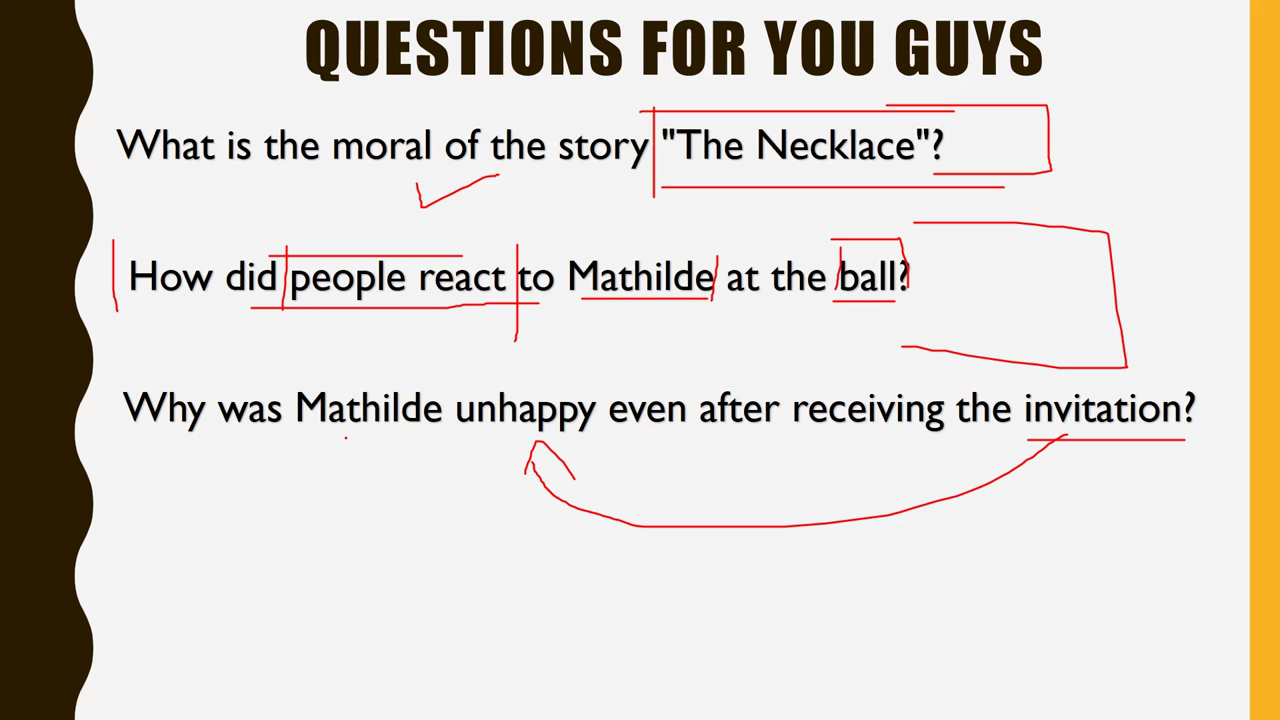 QUESTIONS FOR YOU GUYS
What is the moral of the story "The Necklace"?
How did people react to Mathilde at the ball?
Why was Mathilde unhappy even after receiving the invitation?